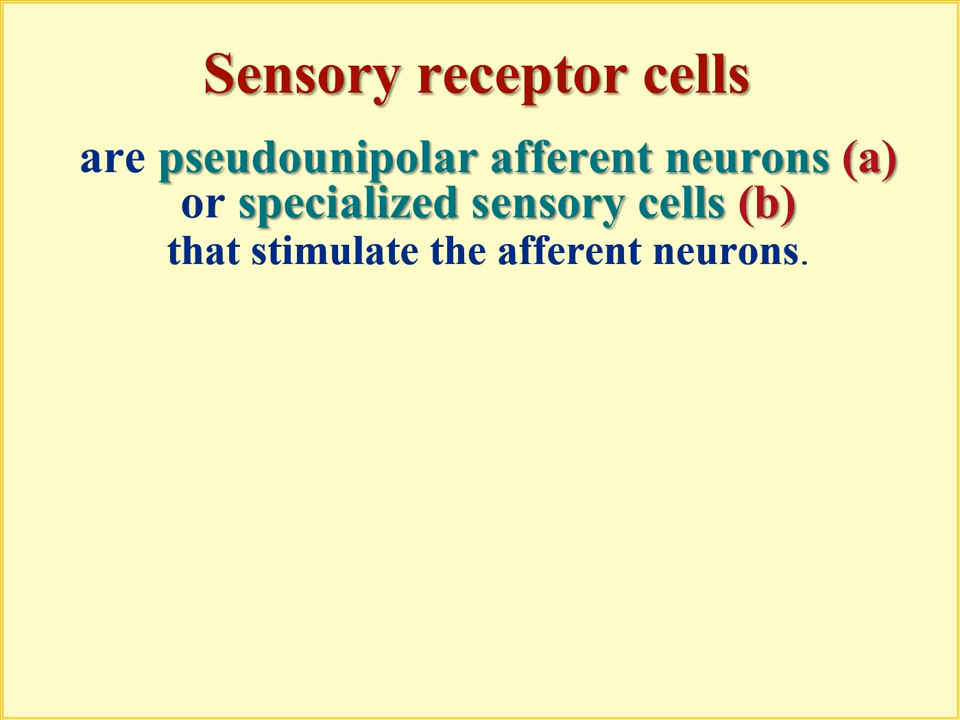 Sensory receptor cells
are pseudounipolar afferent neurons (a)
or specialized sensory cells (b)
that stimulate the afferent neurons.